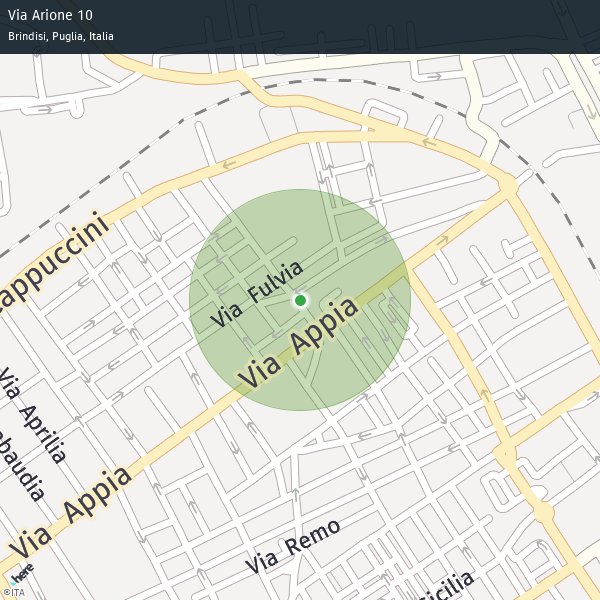 Via Arione 10
Brindisi, Puglia, Italia
Cappuccini
Via Fulvia
Via Appia
Via Aprilia
Via Appia
Via Remo
Sicilia
here
©ITA